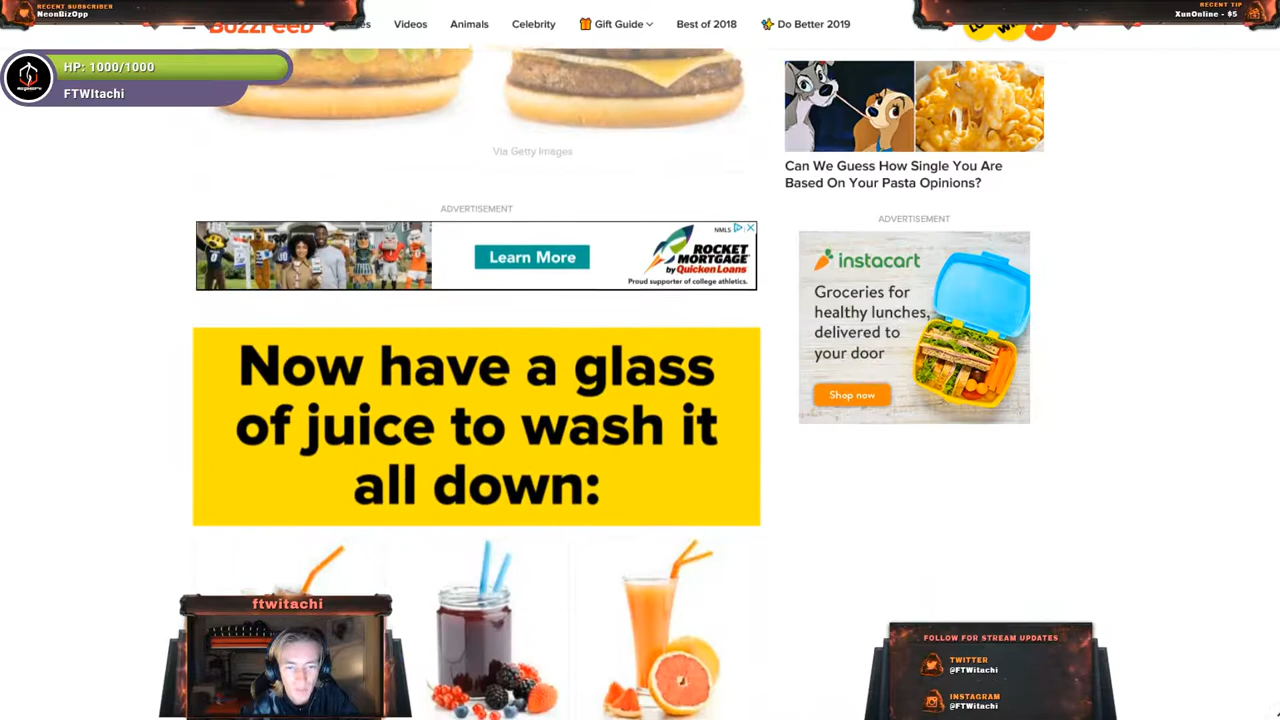 RECENT SUBSCRIBER
NeonBizOpp
RECENT TIP
XunOnline - $5
BuzzFeed
Videos
Animals
Celebrity
Gift Guide
Best of 2018
Do Better 2019
HP: 1000/1000
FTWItachi
Via Getty Images
Can We Guess How Single You Are
Based On Your Pasta Opinions?
ADVERTISEMENT
NMLS
Learn More
ROCKET
MORTGAGE
by Quicken Loans
Proud supporter of college athletics.
ADVERTISEMENT
instacart
Groceries for
healthy lunches,
delivered to
your door
Shop now
Now have a glass
of juice to wash it
all down:
ftwitachi
FOLLOW FOR STREAM UPDATES
TWITTER
@FTWitachi
INSTAGRAM
@FTWitachi